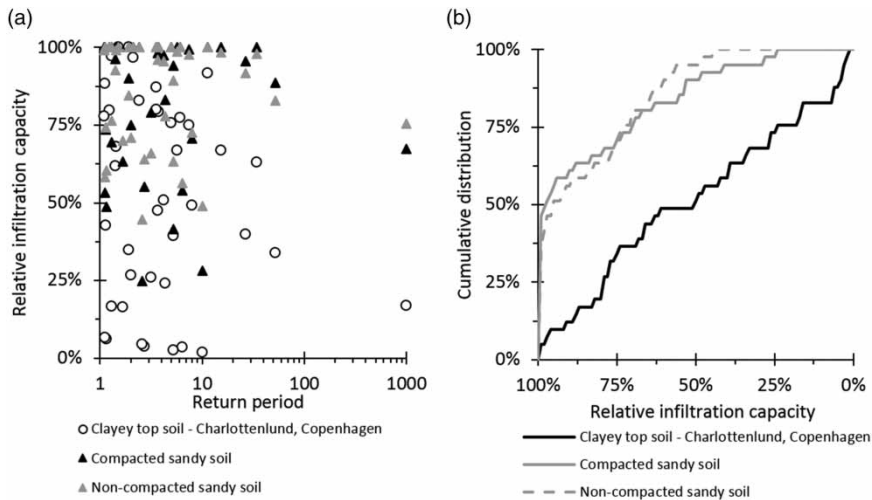 (a)
Relative infiltration capacity
100%
75%
50%
25%
0%
1
10
100
1000
Return period
Clayey top soil - Charlottenlund, Copenhagen
Compacted sandy soil
Non-compacted sandy soil
(b)
Cumulative distribution
100%
75%
50%
25%
0%
100%
75%
50%
25%
0%
Relative infiltration capacity
Clayey top soil - Charlottenlund, Copenhagen
Compacted sandy soil
Non-compacted sandy soil